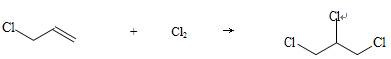 Cl + Cl₂ → Cl Cl↵ Cl